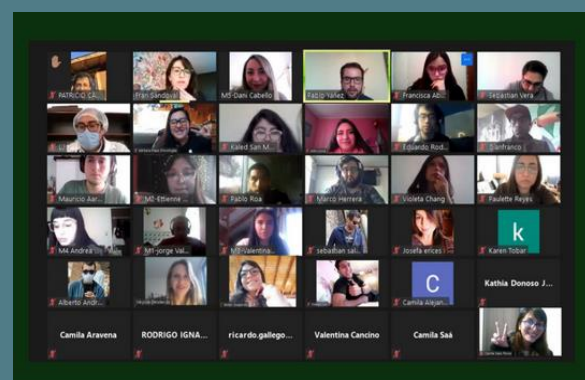 PATRICIO CA...
Fran Sandoval
M5-Dani Cabello
Pablo Yañez
Francisca Ab...
Sebastian Vera
Kaled San M...
Eduardo Rod...
Gianfranco
Mauricio Aar...
M2-Etienne ...
Pablo Roa
Marco Herrera
Violeta Chang
Paulette Reyes
M4 Andrea
M1-jorge Val...
M3-Valentina...
sebastian sal...
Josefa erices
k
Karen Tobar
Alberto Andr...
C
Camila Alejan...
Kathia Donoso J...
Camila Aravena
RODRIGO IGNA...
ricardo.gallego...
Valentina Cancino
Camila Saá